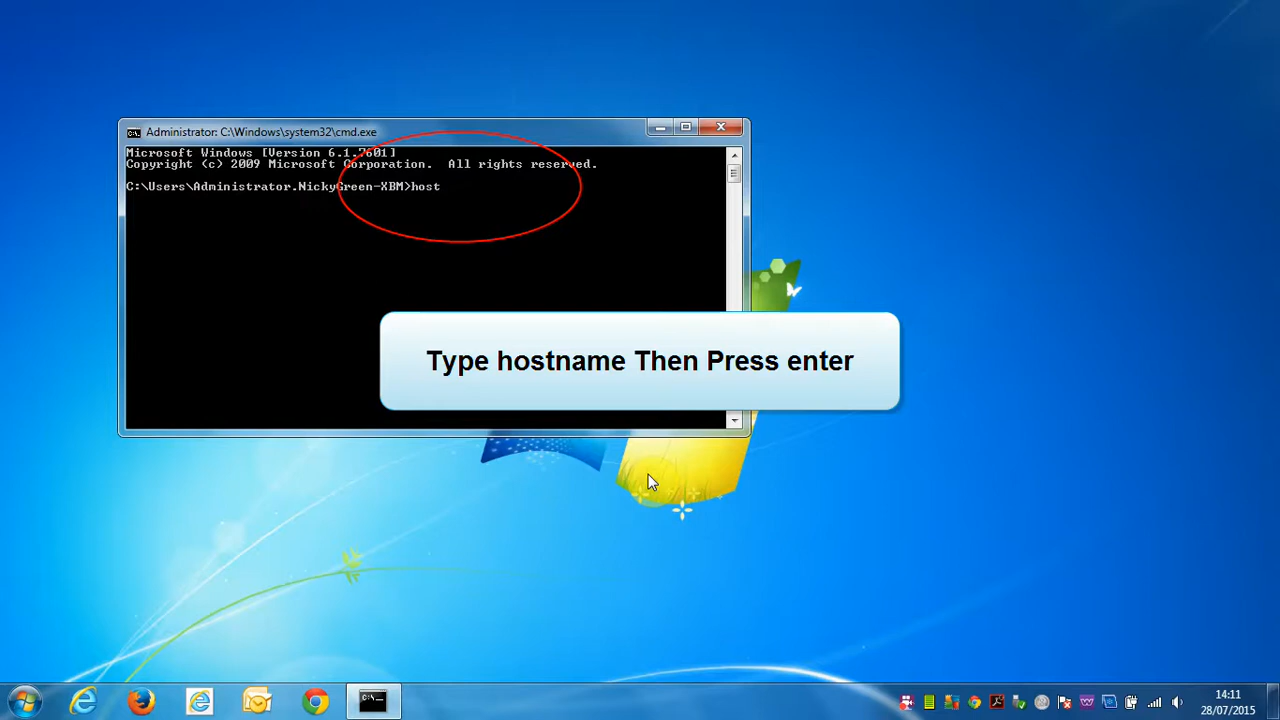 Administrator: C:\Windows\system32\cmd.exe
Microsoft Windows [Version 6.1.7601]
Copyright (c) 2009 Microsoft Corporation.  All rights reserved.
C:\Users\Administrator.NickyGreen-XBM>host
Type hostname Then Press enter
14:11
28/07/2015